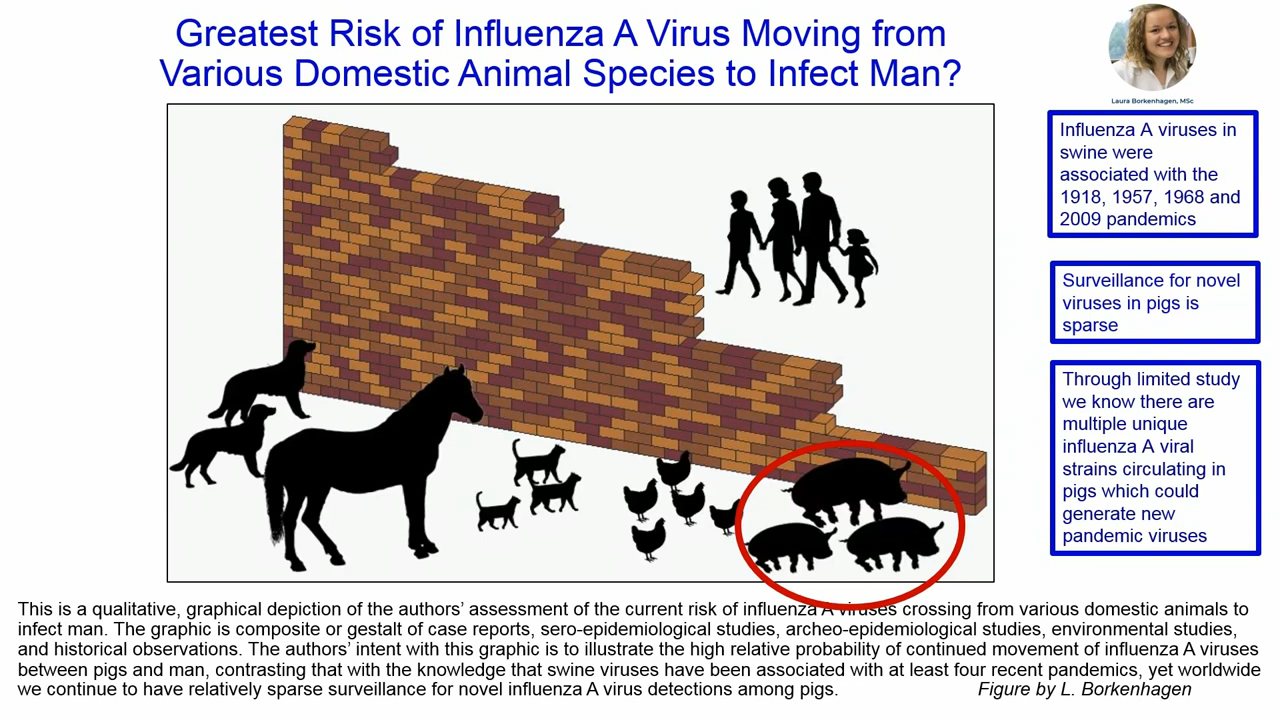 Greatest Risk of Influenza A Virus Moving from
Various Domestic Animal Species to Infect Man?
Laura Borkenhagen, MSc
Influenza A viruses in
swine were
associated with the
1918, 1957, 1968 and
2009 pandemics
Surveillance for novel
viruses in pigs is
sparse
Through limited study
we know there are
multiple unique
influenza A viral
strains circulating in
pigs which could
generate new
pandemic viruses
This is a qualitative, graphical depiction of the authors' assessment of the current risk of influenza A viruses crossing from various domestic animals to
infect man. The graphic is composite or gestalt of case reports, sero-epidemiological studies, archeo-epidemiological studies, environmental studies,
and historical observations. The authors' intent with this graphic is to illustrate the high relative probability of continued movement of influenza A viruses
between pigs and man, contrasting that with the knowledge that swine viruses have been associated with at least four recent pandemics, yet worldwide
we continue to have relatively sparse surveillance for novel influenza A virus detections among pigs.
Figure by L. Borkenhagen